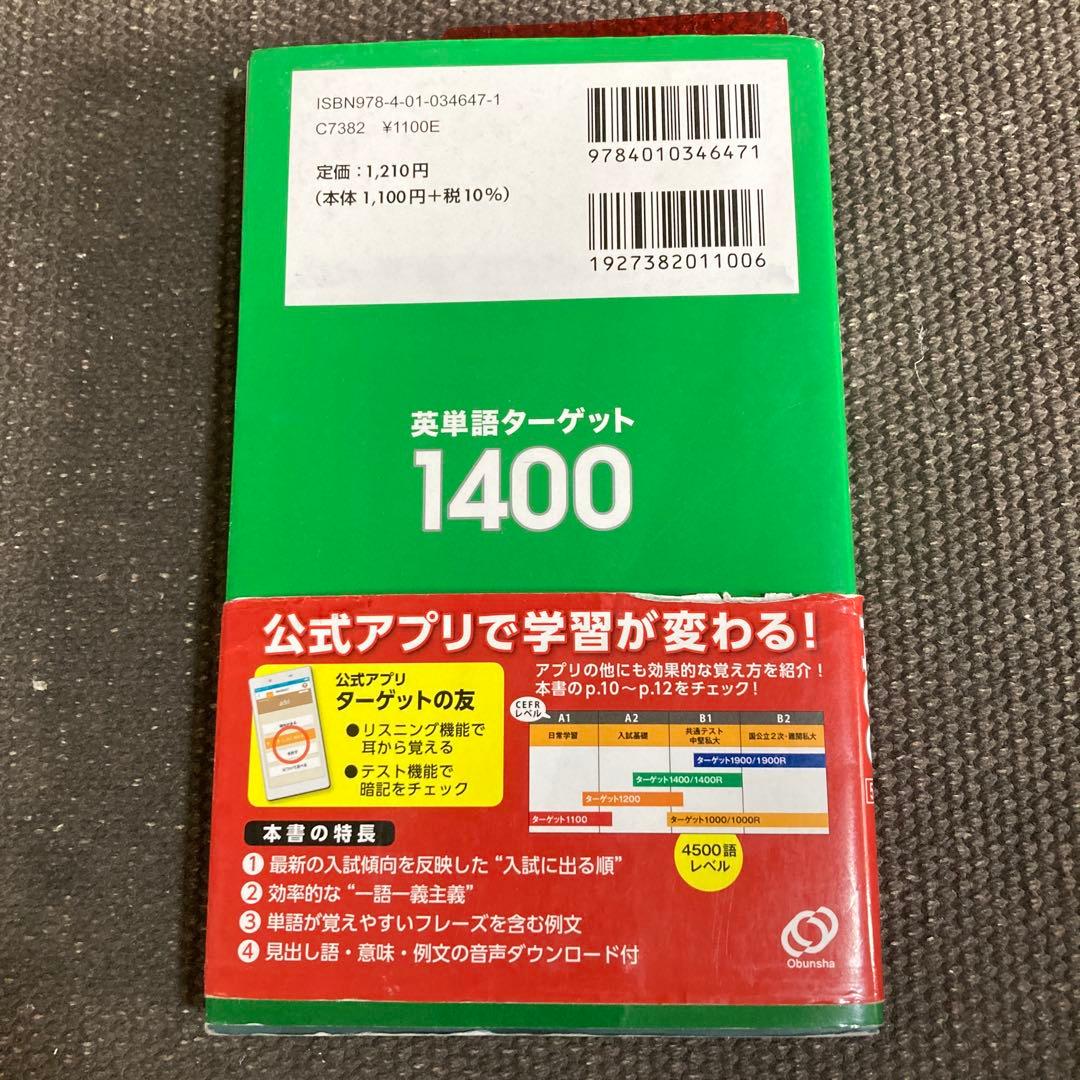 ISBN978-4-01-034647-1
C7382 ¥1100E
定価：1,210円
（本体 1,100円＋税10％）
9784010346471
1927382011006
英単語ターゲット
1400
公式アプリで学習が変わる！
公式アプリ
ターゲットの友
●リスニング機能で
耳から覚える
●テスト機能で
暗記をチェック
アプリの他にも効果的な覚え方を紹介！
本書のp.10～p.12をチェック！
CEFR
レベル
A1 A2 B1 B2
日常学習 入試基礎 共通テスト 中堅私大 国公立2次・難関私大
ターゲット1900/1900R
ターゲット1400/1400R
ターゲット1200
ターゲット1100 ターゲット1000/1000R
4500語
レベル
本書の特長
① 最新の入試傾向を反映した“入試に出る順”
② 効率的な“一語一義主義”
③ 単語が覚えやすいフレーズを含む例文
④ 見出し語・意味・例文の音声ダウンロード付
Obunsha